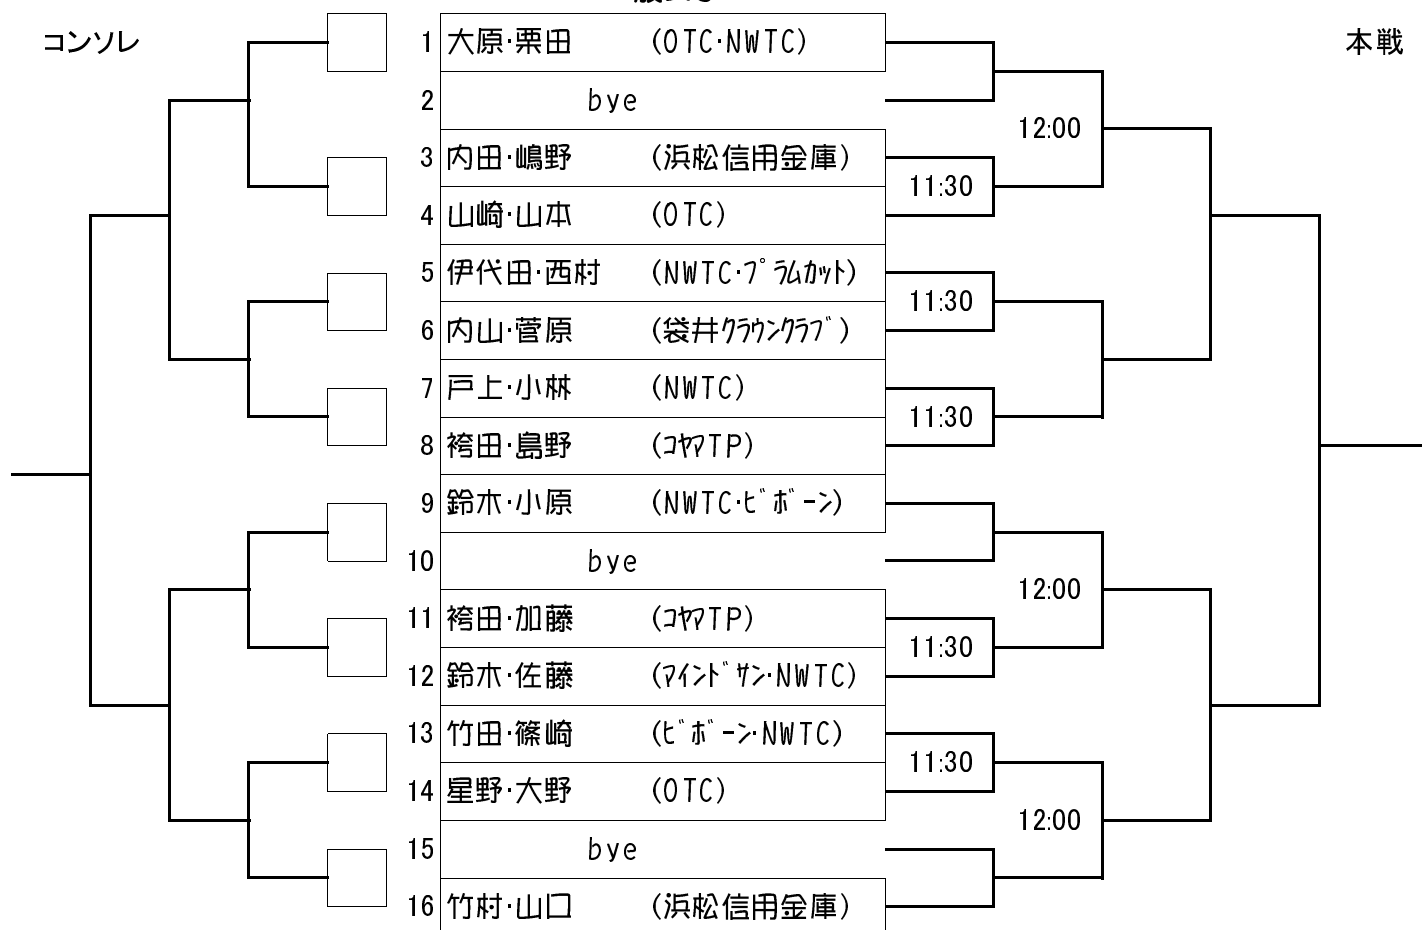 コンソレ
本戦
1 大原・栗田 (OTC・NWTC)
2 bye
12:00
3 内田・嶋野 (浜松信用金庫)
11:30
4 山崎・山本 (OTC)
5 伊代田・西村 (NWTC・プラムカット)
11:30
6 内山・菅原 (袋井クラウンクラブ)
7 戸上・小林 (NWTC)
11:30
8 袴田・島野 (コヤマTP)
9 鈴木・小原 (NWTC・ビボーン)
10 bye
12:00
11 袴田・加藤 (コヤマTP)
11:30
12 鈴木・佐藤 (マインドサン・NWTC)
13 竹田・篠崎 (ビボーン・NWTC)
11:30
14 星野・大野 (OTC)
12:00
15 bye
16 竹村・山口 (浜松信用金庫)